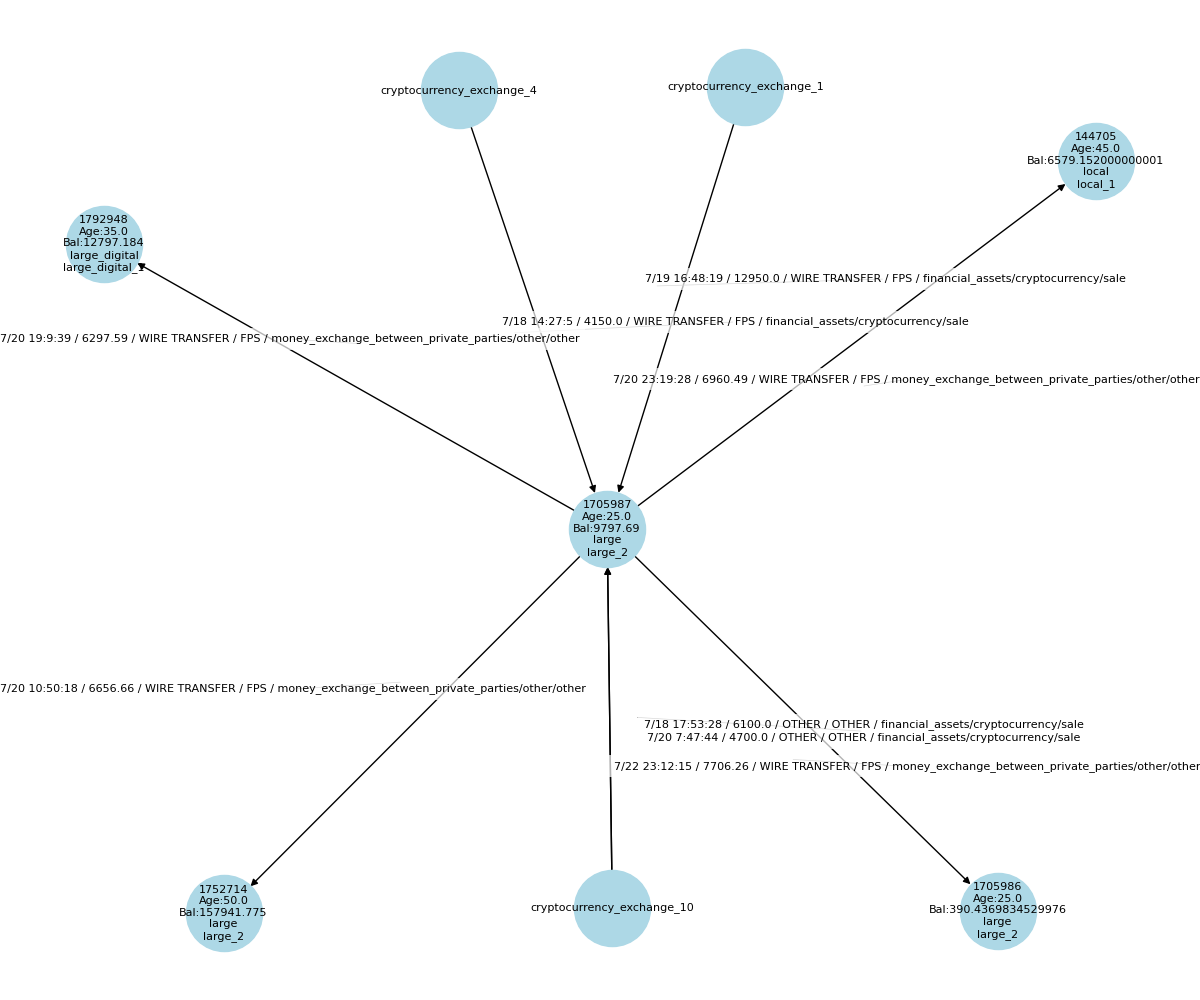 cryptocurrency_exchange_4
cryptocurrency_exchange_1
144705
Age:45.0
Bal:6579.152000000001
local
local_1
1792948
Age:35.0
Bal:12797.184
large_digital
large_digital_1
7/19 16:48:19 / 12950.0 / WIRE TRANSFER / FPS / financial_assets/cryptocurrency/sale
7/18 14:27:5 / 4150.0 / WIRE TRANSFER / FPS / financial_assets/cryptocurrency/sale
7/20 19:9:39 / 6297.59 / WIRE TRANSFER / FPS / money_exchange_between_private_parties/other/other
7/20 23:19:28 / 6960.49 / WIRE TRANSFER / FPS / money_exchange_between_private_parties/other/other
1705987
Age:25.0
Bal:9797.69
large
large_2
7/20 10:50:18 / 6656.66 / WIRE TRANSFER / FPS / money_exchange_between_private_parties/other/other
7/18 17:53:28 / 6100.0 / OTHER / OTHER / financial_assets/cryptocurrency/sale
7/20 7:47:44 / 4700.0 / OTHER / OTHER / financial_assets/cryptocurrency/sale
7/22 23:12:15 / 7706.26 / WIRE TRANSFER / FPS / money_exchange_between_private_parties/other/other
1752714
Age:50.0
Bal:157941.775
large
large_2
cryptocurrency_exchange_10
1705986
Age:25.0
Bal:390.4369834529976
large
large_2